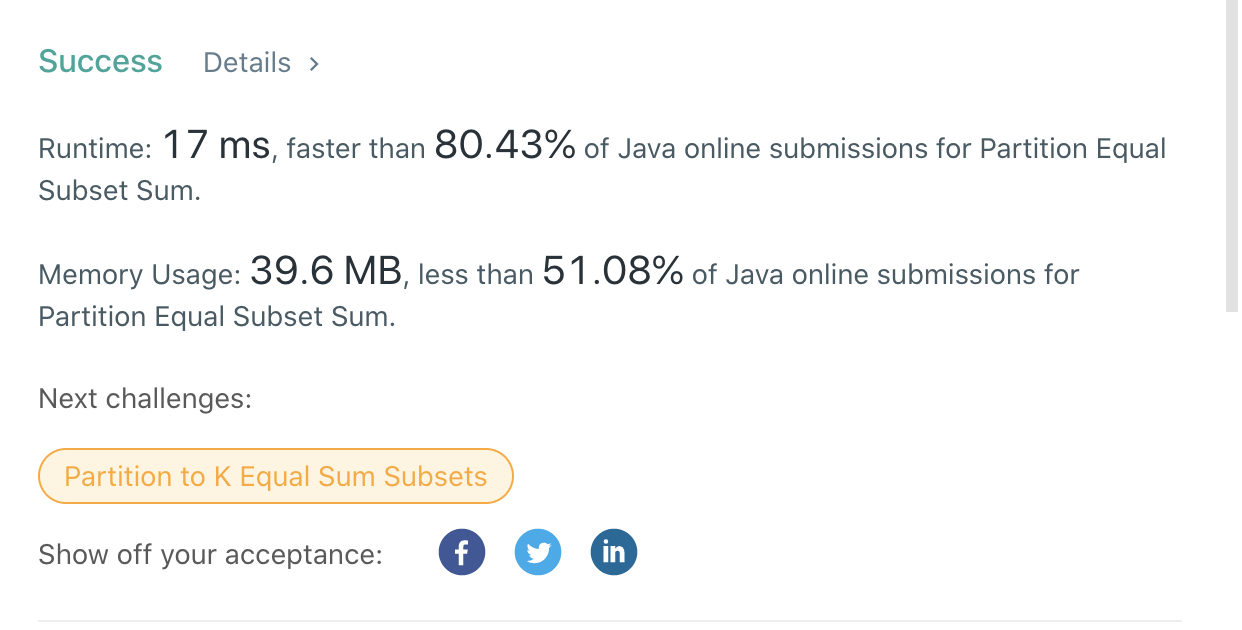 Success Details >
Runtime: 17 ms, faster than 80.43% of Java online submissions for Partition Equal
Subset Sum.
Memory Usage: 39.6 MB, less than 51.08% of Java online submissions for
Partition Equal Subset Sum.
Next challenges:
Partition to K Equal Sum Subsets
Show off your acceptance: f in